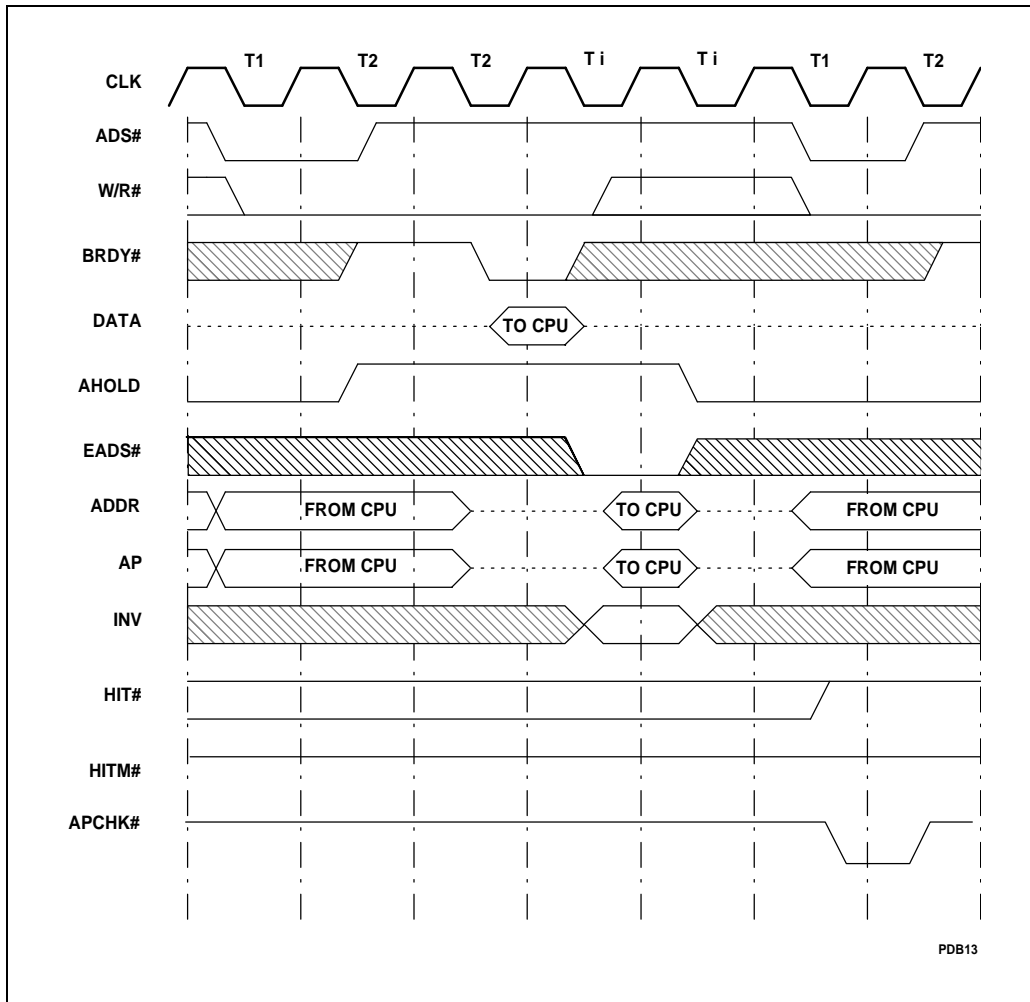 T1 T2 T2 T i T i T1 T2
CLK
ADS#
W/R#
BRDY#
DATA TO CPU
AHOLD
EADS#
ADDR FROM CPU TO CPU FROM CPU
AP FROM CPU TO CPU FROM CPU
INV
HIT#
HITM#
APCHK#
PDB13